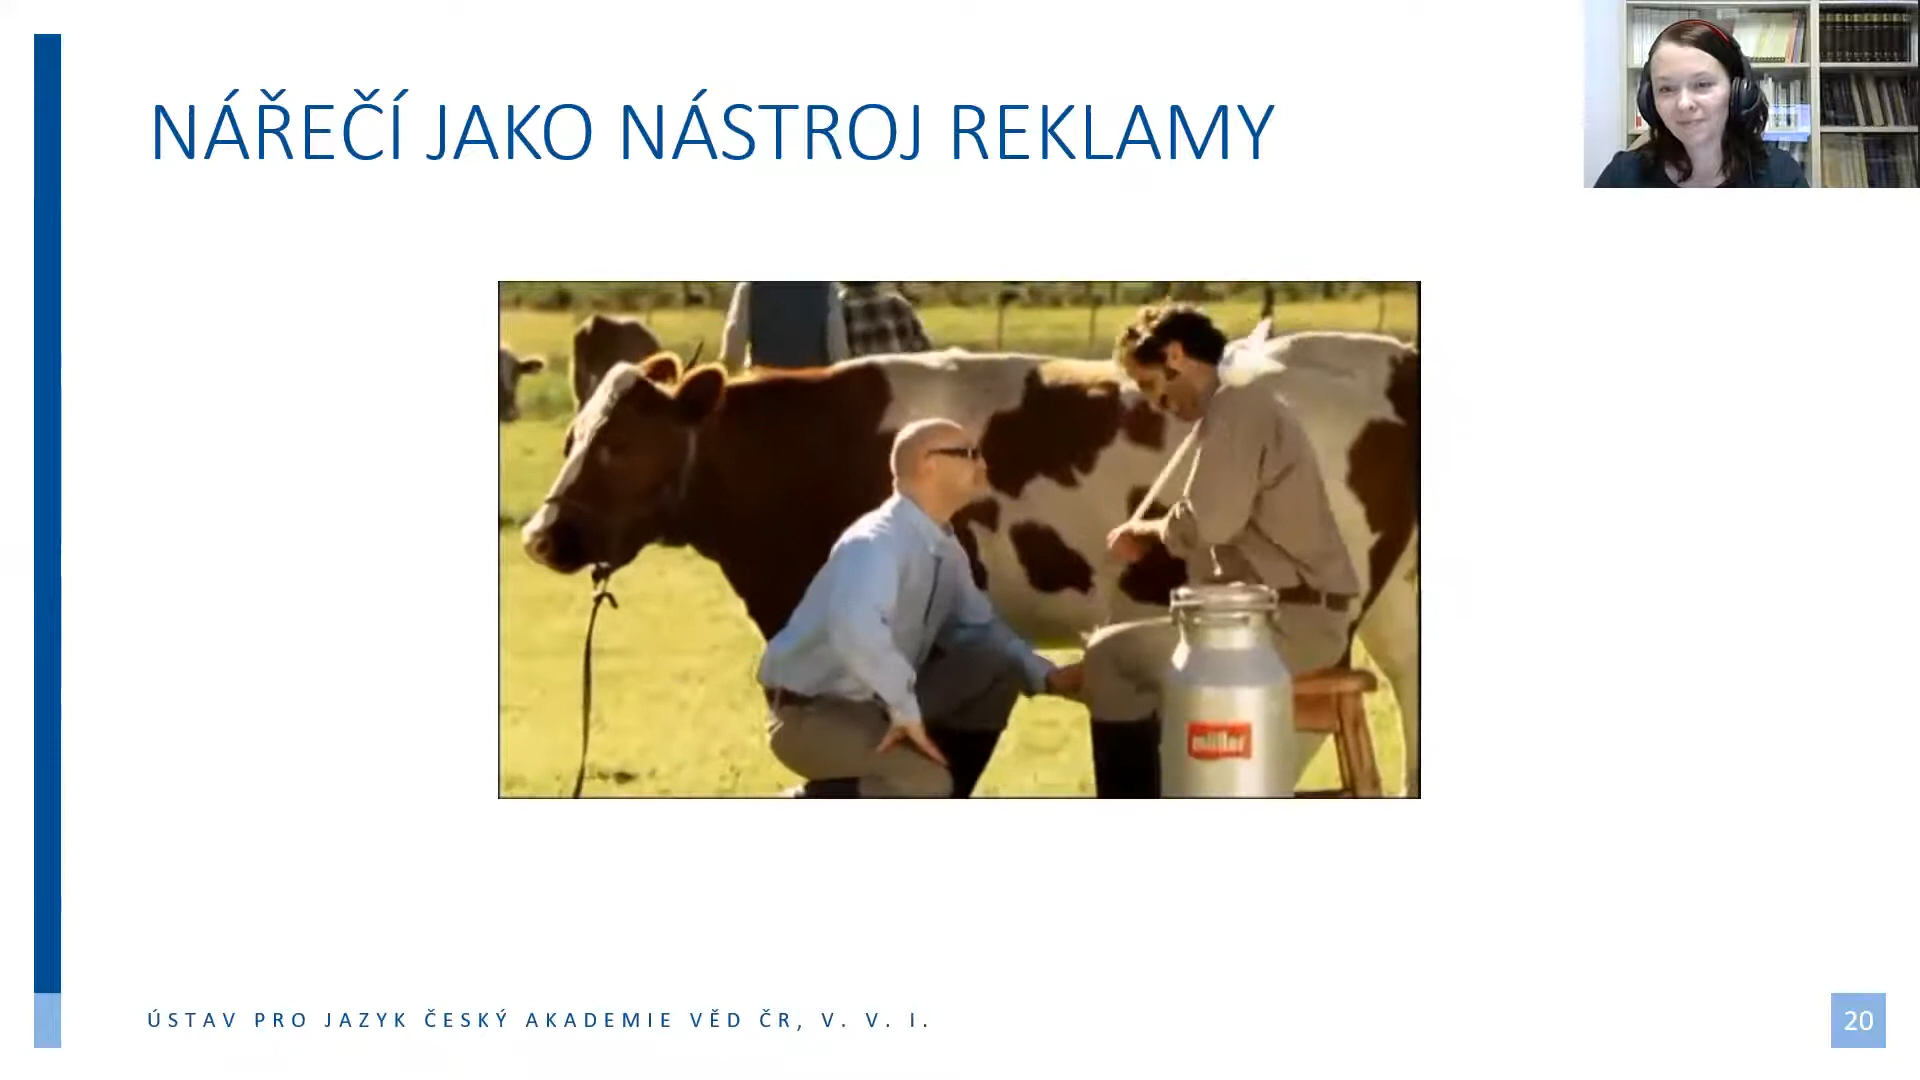 NÁŘEČÍ JAKO NÁSTROJ REKLAMY
müller
ÚSTAV PRO JAZYK ČESKÝ AKADEMIE VĚD ČR, V. V. I.
20